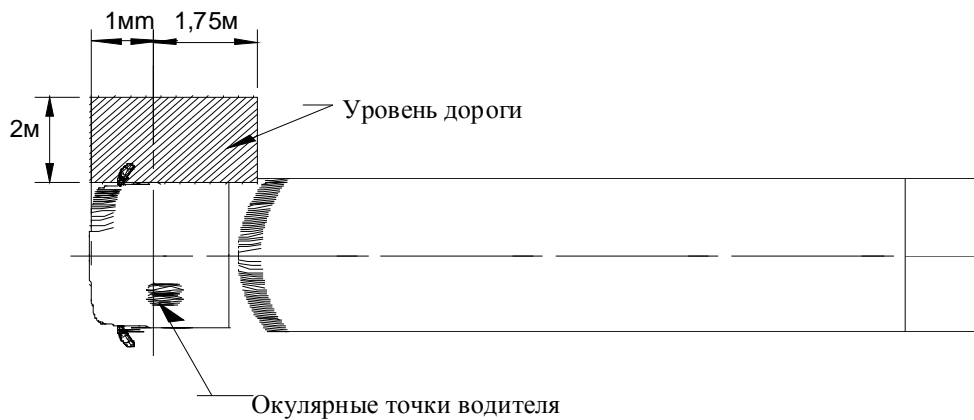 1мm
1,75м
2м
Уровень дороги
Окулярные точки водителя